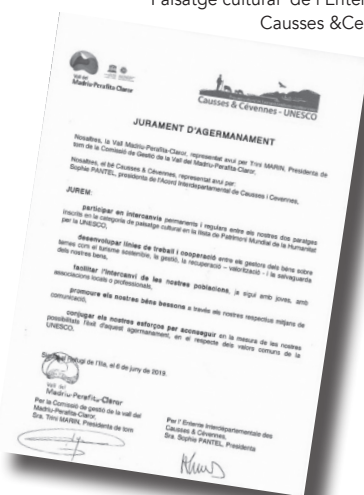 Paisatge cultural de l'Enten
Causses &Ce
Vall del
Madriu-Perafita-Claror
Causses & Cévennes - UNESCO
JURAMENT D'AGERMANAMENT
Nosaltres, la Vall Madriu-Perafita-Claror, representat avui per Trini MARIN, Presidenta de
torn de la Comissió de Gestió de la Vall del Madriu-Perafita-Claror,
Nosaltres, el bé Causses & Cévennes, representat avui per:
Sophie PANTEL, presidenta de l'Acord Interdepartamental de Causses i Cévennes,
JUREM:
participar en intercanvis permanents i regulars entre els nostres dos paratges
inscrits en la categoria de paisatge cultural en la llista de Patrimoni Mundial de la Humanitat
per la UNESCO,
desenvolupar línies de treball i cooperació entre els gestors dels béns sobre
temes com el turisme sostenible, la gestió, la recuperació – valorització - i la salvaguarda
dels nostres bens,
facilitar l'intercanvi de les nostres poblacions, ja sigui amb joves, amb
associacions locals o professionals,
promoure els nostres béns bessons a través els nostres respectius mitjans de
comunicació,
conjugar els nostres esforços per aconseguir en la mesura de les nostres
possibilitats l'èxit d'aquest agermanament, en el respecte dels valors comuns de la
UNESCO.
Refugi de l'Illa, el 6 de juny de 2019.
Vall del
Madriu-Perafita-Claror
Per la Comissió de gestió de la vall del
Madriu-Perafita-Claror,
Sra. Trini MARIN, Presidenta de torn
Per l' Entente Interdépartementale des
Causses & Cévennes,
Sra. Sophie PANTEL, Presidenta